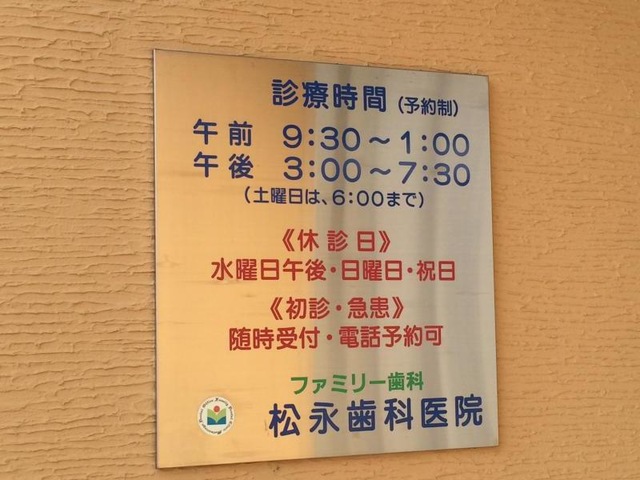 診療時間（予約制）
午前 9:30～1:00
午後 3:00～7:30
（土曜日は、6:00まで）
《休診日》
水曜日午後・日曜日・祝日
《初診・急患》
随時受付・電話予約可
ファミリー歯科
松永歯科医院